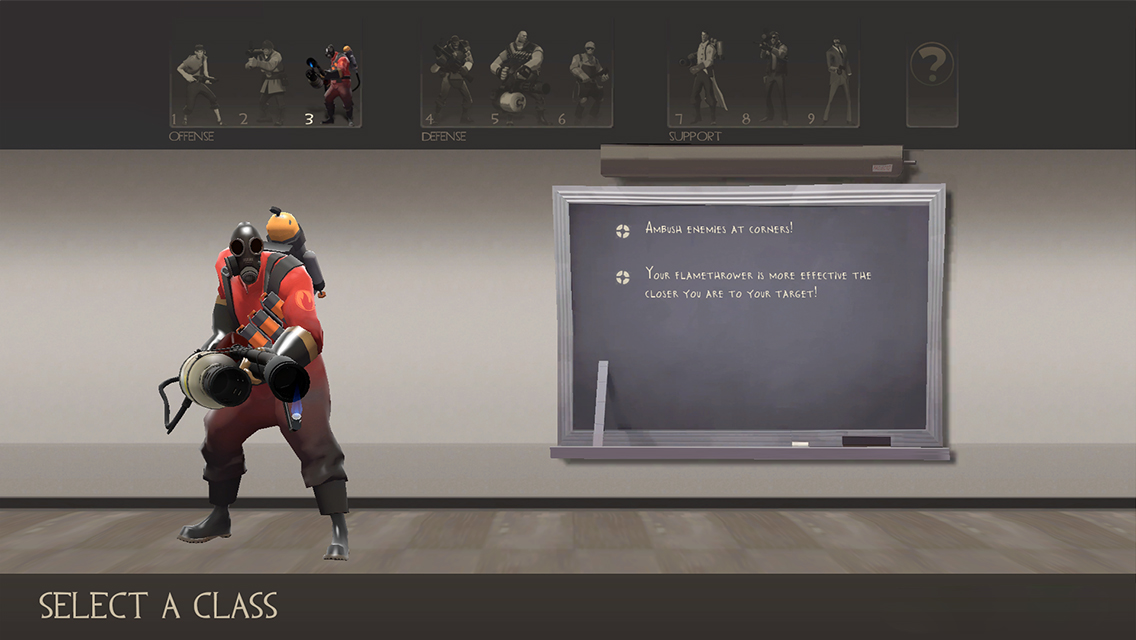 1 2 3 4 5 6 7 8 9 ?
OFFENSE DEFENSE SUPPORT
AMBUSH ENEMIES AT CORNERS!
YOUR FLAMETHROWER IS MORE EFFECTIVE THE
CLOSER YOU ARE TO YOUR TARGET!
SELECT A CLASS